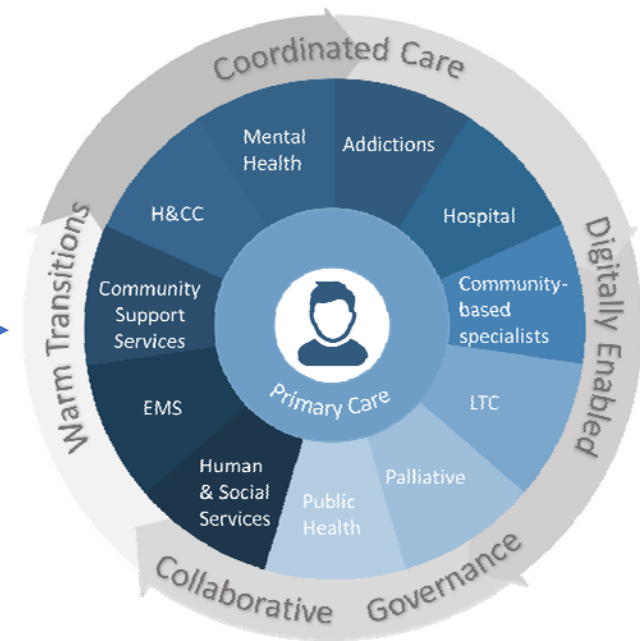 Coordinated Care
Digitally Enabled
Collaborative Governance
Warm Transitions
Mental
Health
Addictions
Hospital
Community-
based
specialists
LTC
Palliative
Public
Health
Human
& Social
Services
EMS
Community
Support
Services
H&CC
Primary Care